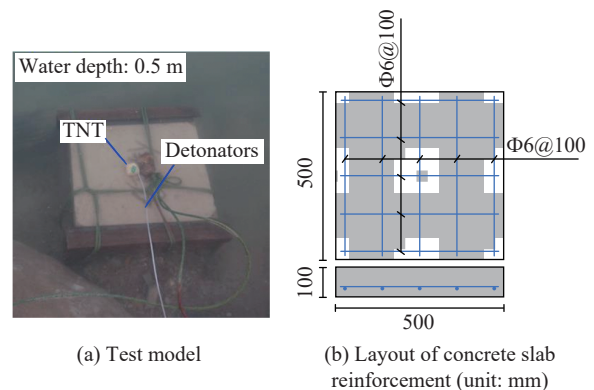 Water depth: 0.5 m
TNT
Detonators
(a) Test model
Φ6@100
Φ6@100
500
100
500
(b) Layout of concrete slab
reinforcement (unit: mm)